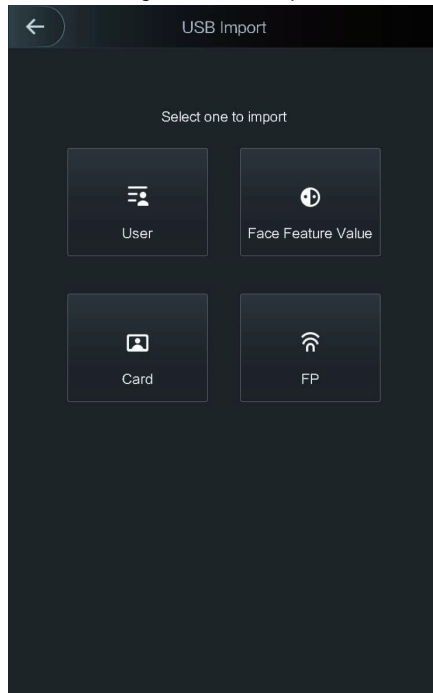 USB Import
Select one to import
User
Face Feature Value
Card
FP